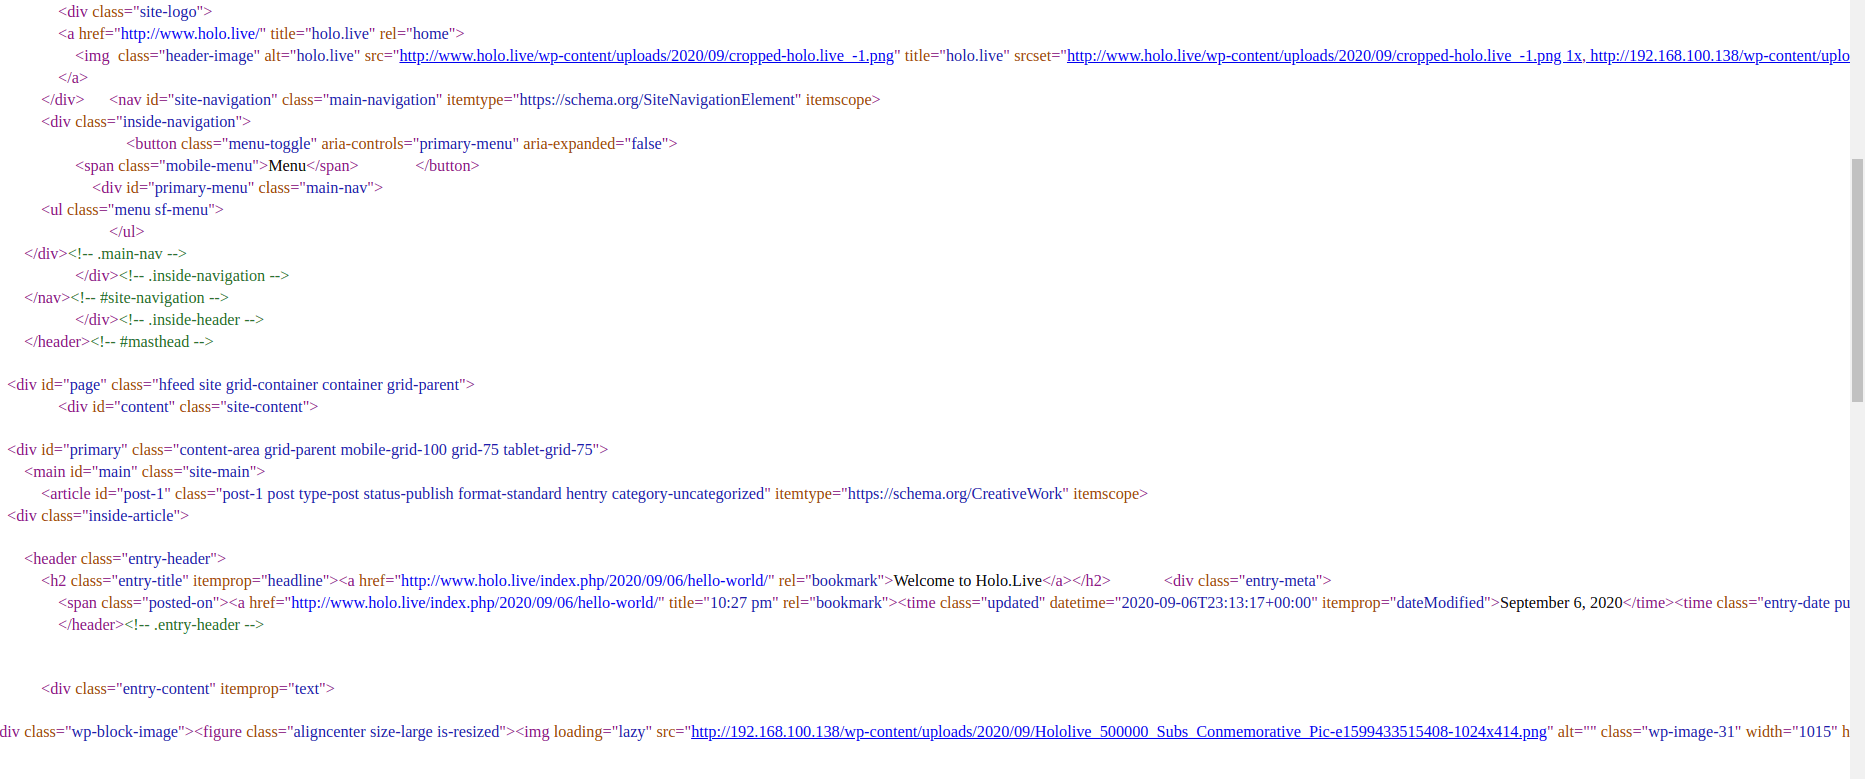 <div class="site-logo">
<a href="http://www.holo.live/" title="holo.live" rel="home">
<img  class="header-image" alt="holo.live" src="http://www.holo.live/wp-content/uploads/2020/09/cropped-holo.live_-1.png" title="holo.live" srcset="http://www.holo.live/wp-content/uploads/2020/09/cropped-holo.live_-1.png 1x, http://192.168.100.138/wp-content/uplo
</a>
</div> <nav id="site-navigation" class="main-navigation" itemtype="https://schema.org/SiteNavigationElement" itemscope>
<div class="inside-navigation">
<button class="menu-toggle" aria-controls="primary-menu" aria-expanded="false">
<span class="mobile-menu">Menu</span> </button>
<div id="primary-menu" class="main-nav">
<ul class="menu sf-menu">
</ul>
</div><!-- .main-nav -->
</div><!-- .inside-navigation -->
</nav><!-- #site-navigation -->
</div><!-- .inside-header -->
</header><!-- #masthead -->
<div id="page" class="hfeed site grid-container container grid-parent">
<div id="content" class="site-content">
<div id="primary" class="content-area grid-parent mobile-grid-100 grid-75 tablet-grid-75">
<main id="main" class="site-main">
<article id="post-1" class="post-1 post type-post status-publish format-standard hentry category-uncategorized" itemtype="https://schema.org/CreativeWork" itemscope>
<div class="inside-article">
<header class="entry-header">
<h2 class="entry-title" itemprop="headline"><a href="http://www.holo.live/index.php/2020/09/06/hello-world/" rel="bookmark">Welcome to Holo.Live</a></h2> <div class="entry-meta">
<span class="posted-on"><a href="http://www.holo.live/index.php/2020/09/06/hello-world/" title="10:27 pm" rel="bookmark"><time class="updated" datetime="2020-09-06T23:13:17+00:00" itemprop="dateModified">September 6, 2020</time><time class="entry-date pu
</header><!-- .entry-header -->
<div class="entry-content" itemprop="text">
div class="wp-block-image"><figure class="aligncenter size-large is-resized"><img loading="lazy" src="http://192.168.100.138/wp-content/uploads/2020/09/Hololive_500000_Subs_Conmemorative_Pic-e1599433515408-1024x414.png" alt="" class="wp-image-31" width="1015" h